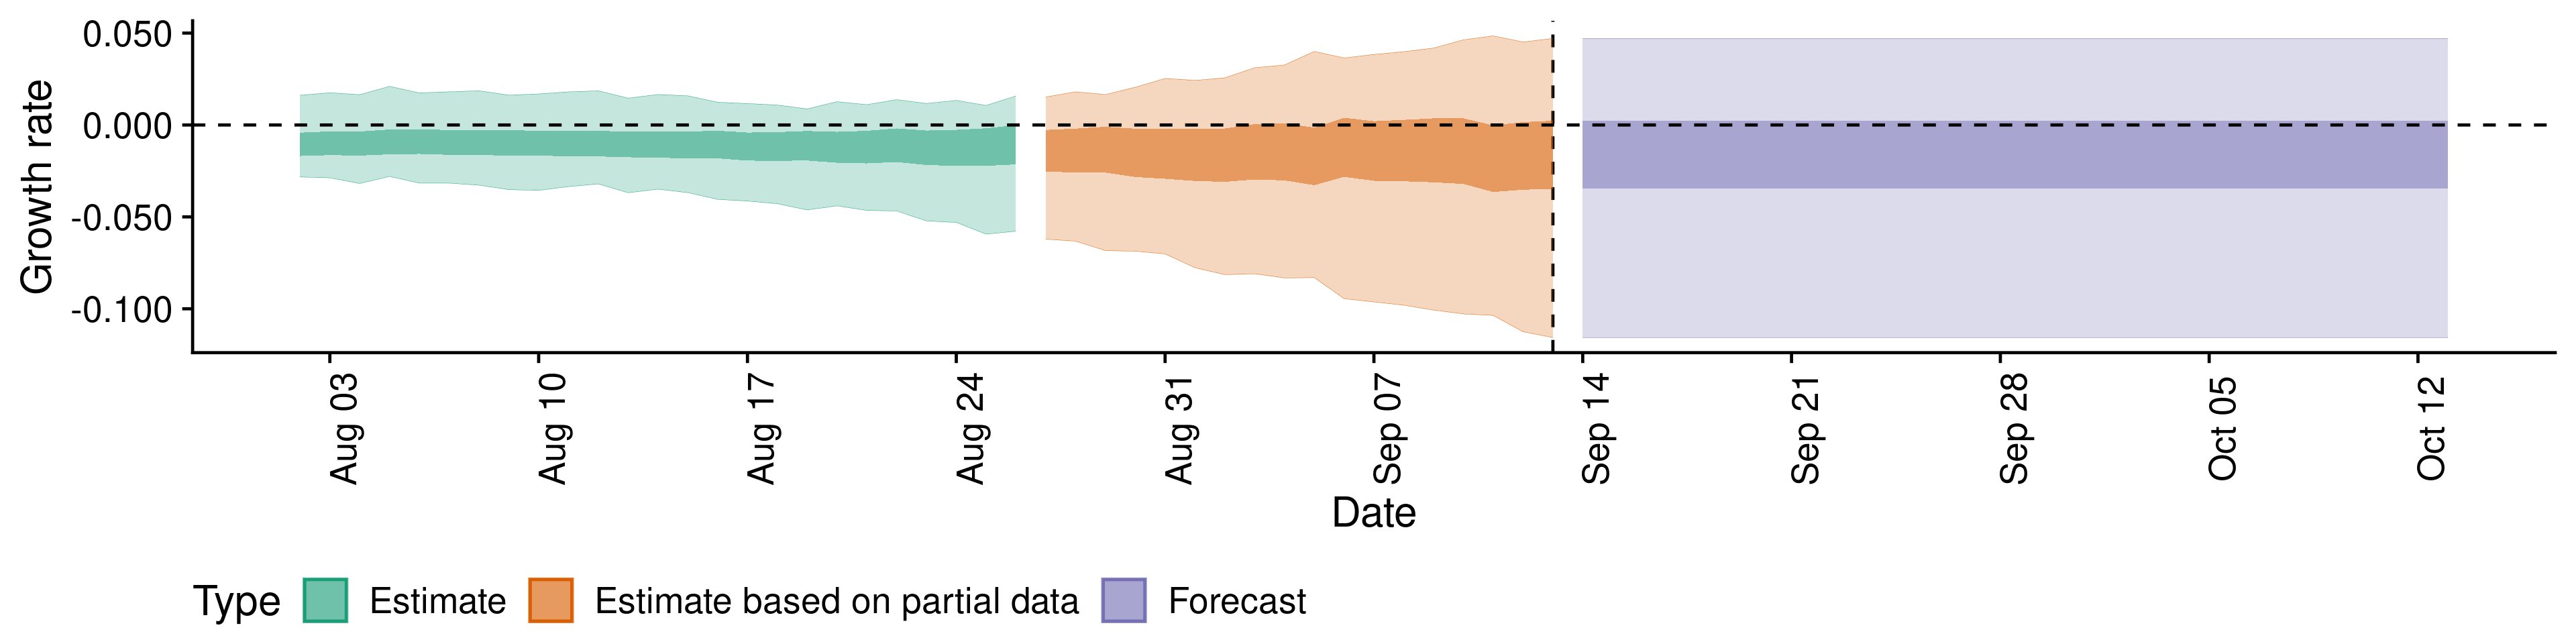 Growth rate
0.050
0.000
-0.050
-0.100
Aug 03
Aug 10
Aug 17
Aug 24
Aug 31
Sep 07
Sep 14
Sep 21
Sep 28
Oct 05
Oct 12
Date
Type Estimate Estimate based on partial data Forecast